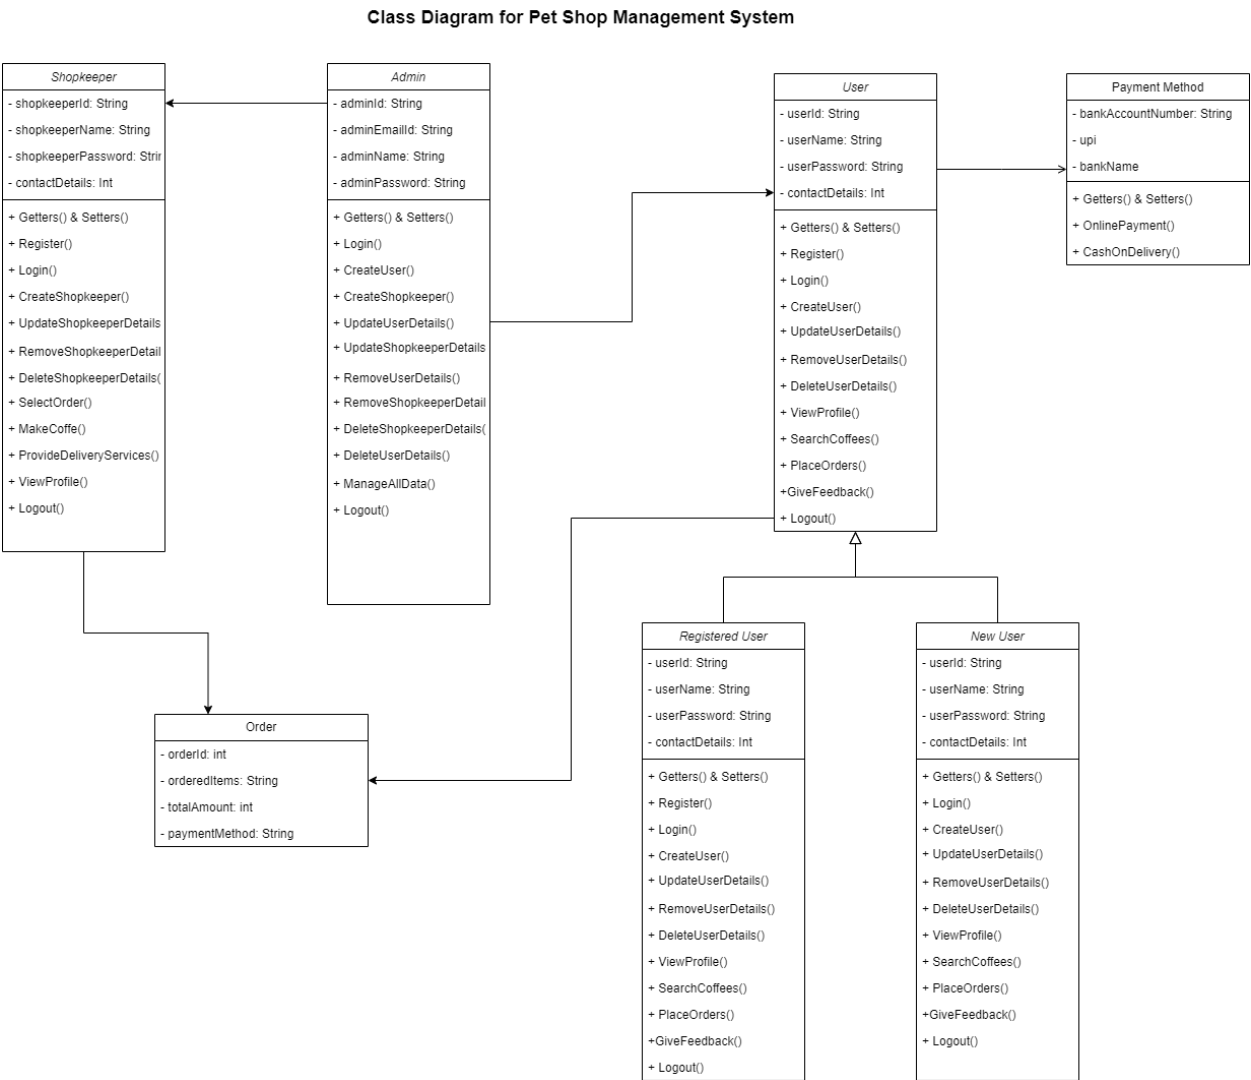 Class Diagram for Pet Shop Management System
Shopkeeper
- shopkeeperId: String
- shopkeeperName: String
- shopkeeperPassword: Strir
- contactDetails: Int
+ Getters() & Setters()
+ Register()
+ Login()
+ CreateShopkeeper()
+ UpdateShopkeeperDetails
+ RemoveShopkeeperDetail
+ DeleteShopkeeperDetails(
+ SelectOrder()
+ MakeCoffe()
+ ProvideDeliveryServices()
+ ViewProfile()
+ Logout()
Admin
- adminId: String
- adminEmailId: String
- adminName: String
- adminPassword: String
+ Getters() & Setters()
+ Login()
+ CreateUser()
+ CreateShopkeeper()
+ UpdateUserDetails()
+ UpdateShopkeeperDetails
+ RemoveUserDetails()
+ RemoveShopkeeperDetail
+ DeleteShopkeeperDetails(
+ DeleteUserDetails()
+ ManageAllData()
+ Logout()
User
- userId: String
- userName: String
- userPassword: String
- contactDetails: Int
+ Getters() & Setters()
+ Register()
+ Login()
+ CreateUser()
+ UpdateUserDetails()
+ RemoveUserDetails()
+ DeleteUserDetails()
+ ViewProfile()
+ SearchCoffees()
+ PlaceOrders()
+GiveFeedback()
+ Logout()
Payment Method
- bankAccountNumber: String
- upi
- bankName
+ Getters() & Setters()
+ OnlinePayment()
+ CashOnDelivery()
Order
- orderId: int
- orderedItems: String
- totalAmount: int
- paymentMethod: String
Registered User
- userId: String
- userName: String
- userPassword: String
- contactDetails: Int
+ Getters() & Setters()
+ Register()
+ Login()
+ CreateUser()
+ UpdateUserDetails()
+ RemoveUserDetails()
+ DeleteUserDetails()
+ ViewProfile()
+ SearchCoffees()
+ PlaceOrders()
+GiveFeedback()
+ Logout()
New User
- userId: String
- userName: String
- userPassword: String
- contactDetails: Int
+ Getters() & Setters()
+ Login()
+ CreateUser()
+ UpdateUserDetails()
+ RemoveUserDetails()
+ DeleteUserDetails()
+ ViewProfile()
+ SearchCoffees()
+ PlaceOrders()
+GiveFeedback()
+ Logout()